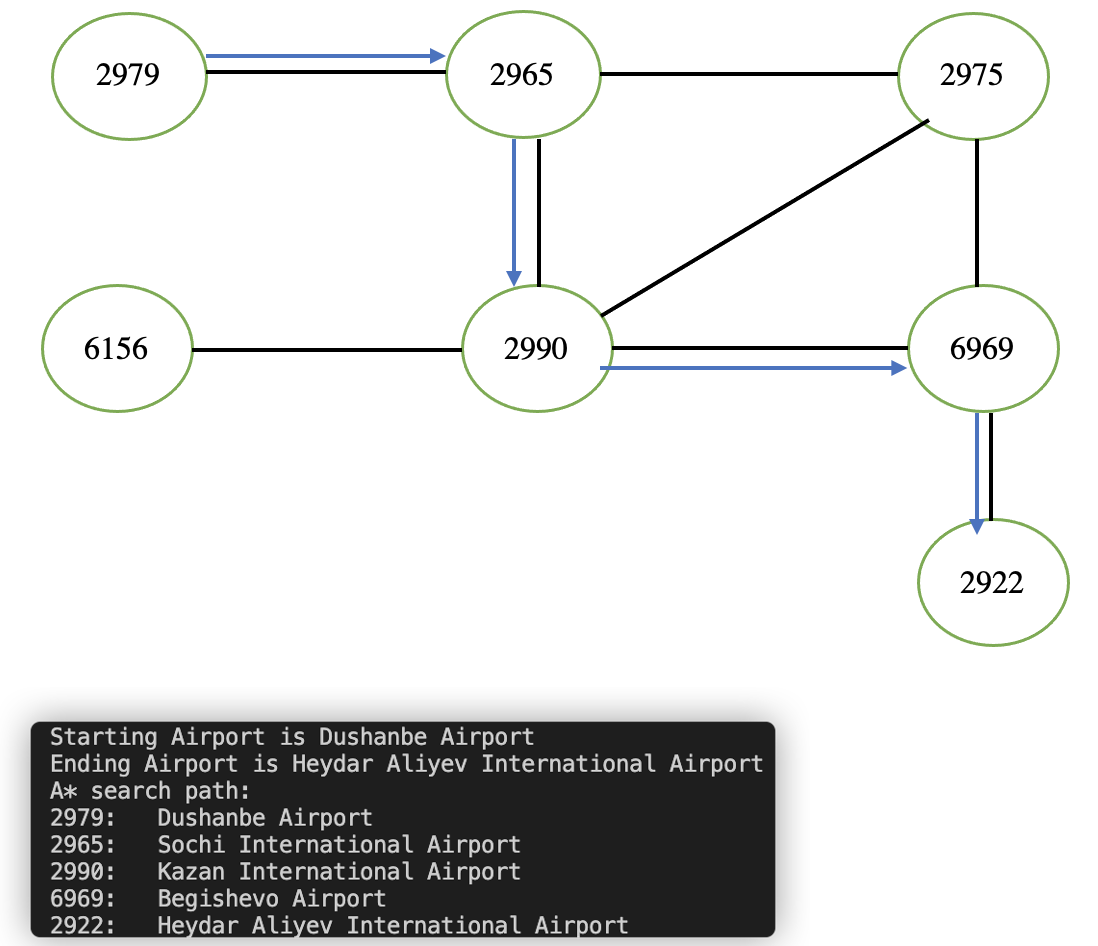 2979
2965
2975
6156
2990
6969
2922
Starting Airport is Dushanbe Airport
Ending Airport is Heydar Aliyev International Airport
A* search path:
2979:   Dushanbe Airport
2965:   Sochi International Airport
2990:   Kazan International Airport
6969:   Begishevo Airport
2922:   Heydar Aliyev International Airport